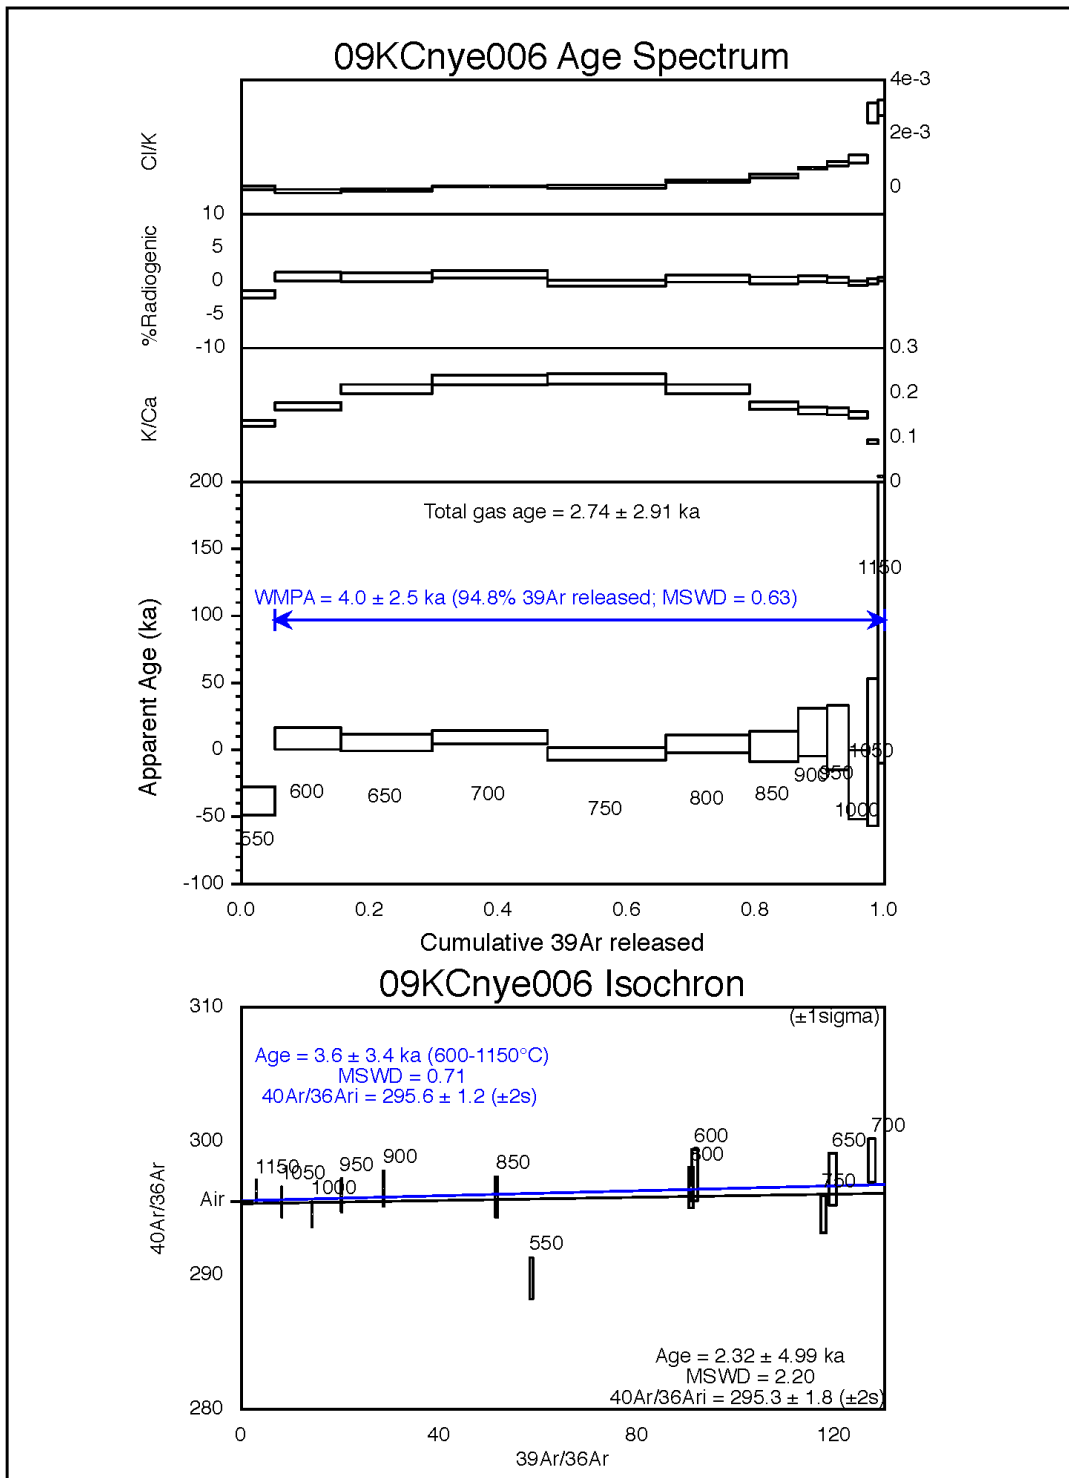 09KCnye006 Age Spectrum
4e-3
2e-3
0
Cl/K
10
5
0
-5
-10
%Radiogenic
0.3
0.2
0.1
0
K/Ca
200
150
100
50
0
-50
-100
Apparent Age (ka)
Total gas age = 2.74 ± 2.91 ka
WMPA = 4.0 ± 2.5 ka (94.8% 39Ar released; MSWD = 0.63)
550
600
650
700
750
800
850
900
950
1000
1050
1150
0.0 0.2 0.4 0.6 0.8 1.0
Cumulative 39Ar released
09KCnye006 Isochron
310
300
Air
290
280
40Ar/36Ar
(±1sigma)
Age = 3.6 ± 3.4 ka (600-1150°C)
MSWD = 0.71
40Ar/36Ari = 295.6 ± 1.2 (±2s)
1150
1050
1000
950
900
850
550
600
800
750
650
700
Age = 2.32 ± 4.99 ka
MSWD = 2.20
40Ar/36Ari = 295.3 ± 1.8 (±2s)
0 40 80 120
39Ar/36Ar